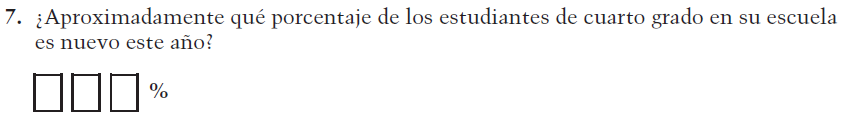 7. ¿Aproximadamente qué porcentaje de los estudiantes de cuarto grado en su escuela
es nuevo este año?
%